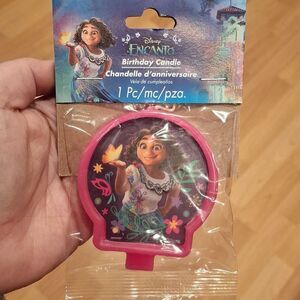 Disney
ENCANTO
Birthday Candle
Chandelle d'anniversaire
Vela de cumpleaños
1 Pc/mc/pza.